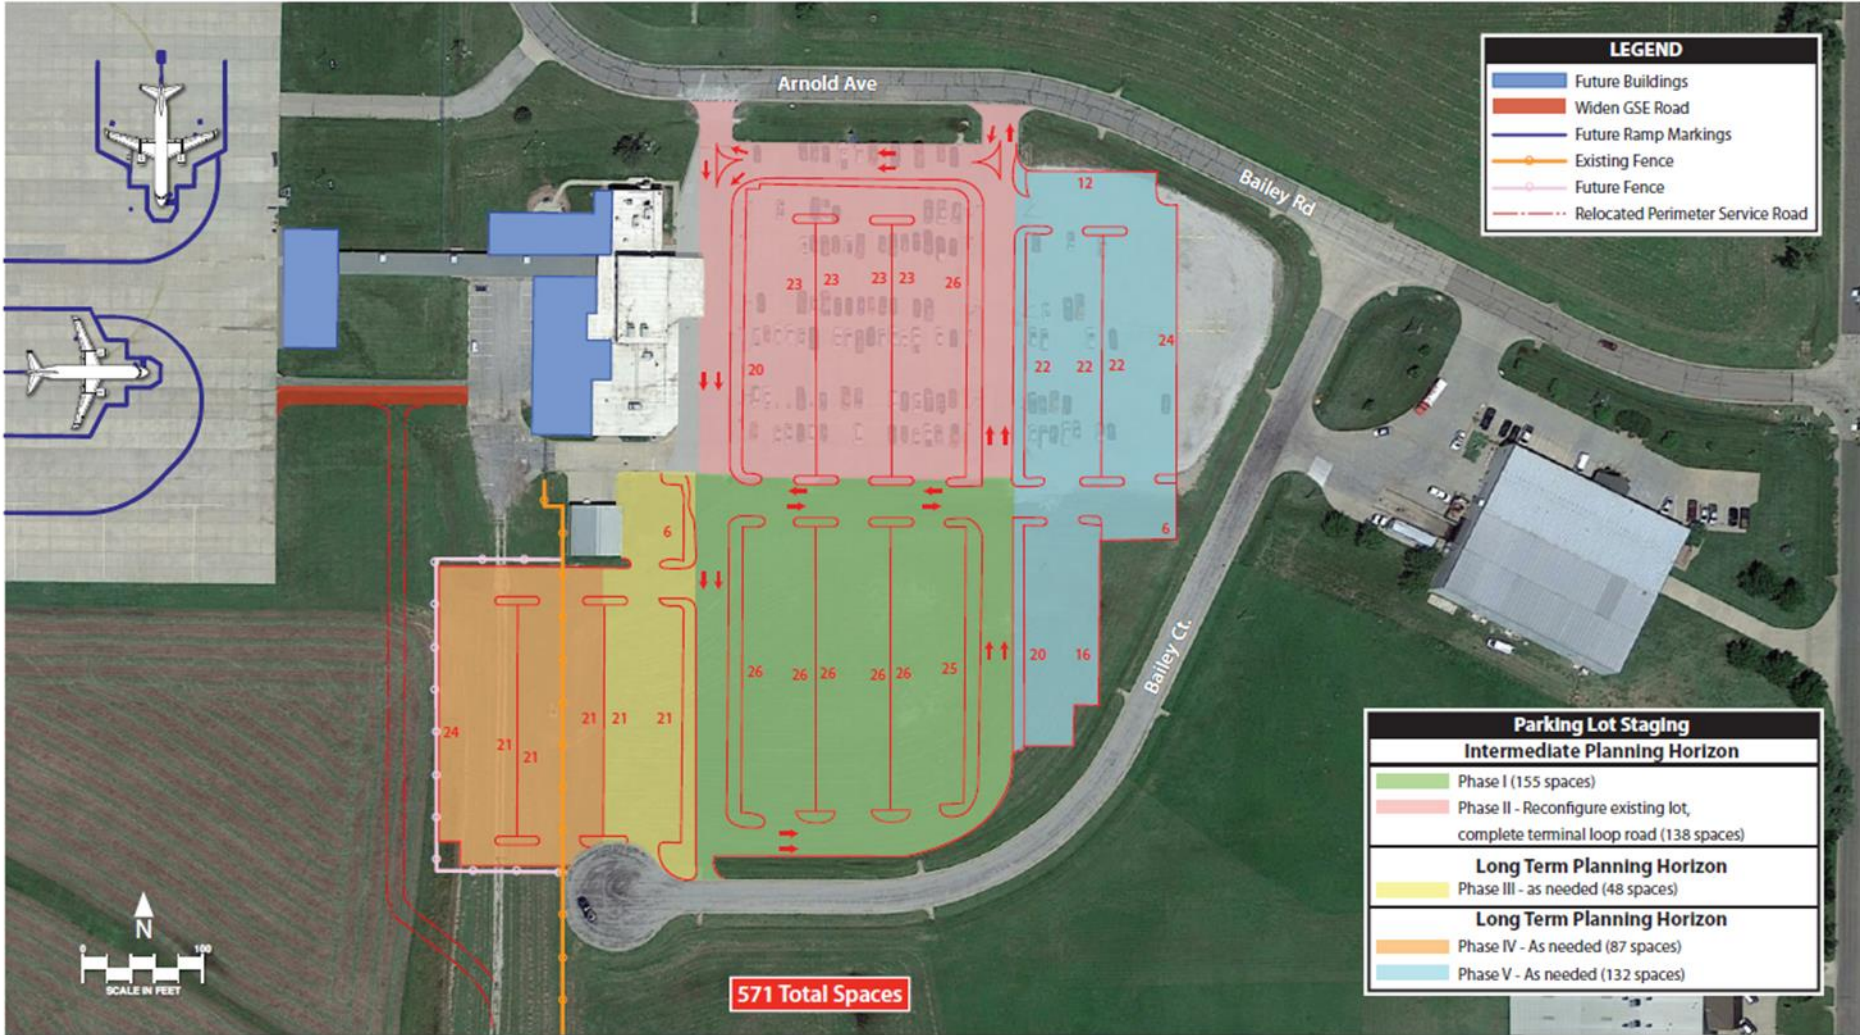 Arnold Ave
Bailey Rd
Bailey Ct.
LEGEND
Future Buildings
Widen GSE Road
Future Ramp Markings
Existing Fence
Future Fence
Relocated Perimeter Service Road
12
23 23 23 23 26
20
22 22 22
24
6
6
26 26 26 26 26 25
20 16
24 21 21 21 21 21
N
0 100
SCALE IN FEET
571 Total Spaces
Parking Lot Staging
Intermediate Planning Horizon
Phase I (155 spaces)
Phase II - Reconfigure existing lot,
complete terminal loop road (138 spaces)
Long Term Planning Horizon
Phase III - as needed (48 spaces)
Long Term Planning Horizon
Phase IV - As needed (87 spaces)
Phase V - As needed (132 spaces)